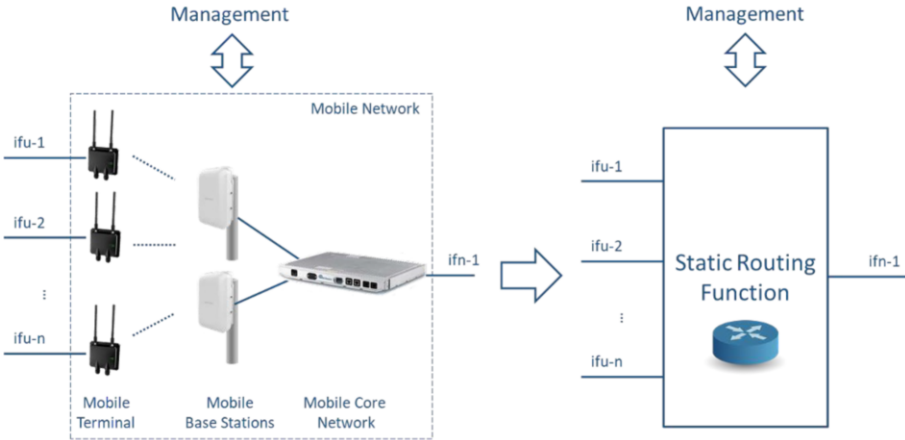 Management
Mobile Network
ifu-1
ifu-2
⋮
ifu-n
ifn-1
Mobile
Terminal
Mobile
Base Stations
Mobile Core
Network
Management
ifu-1
ifu-2
⋮
ifu-n
Static Routing
Function
ifn-1